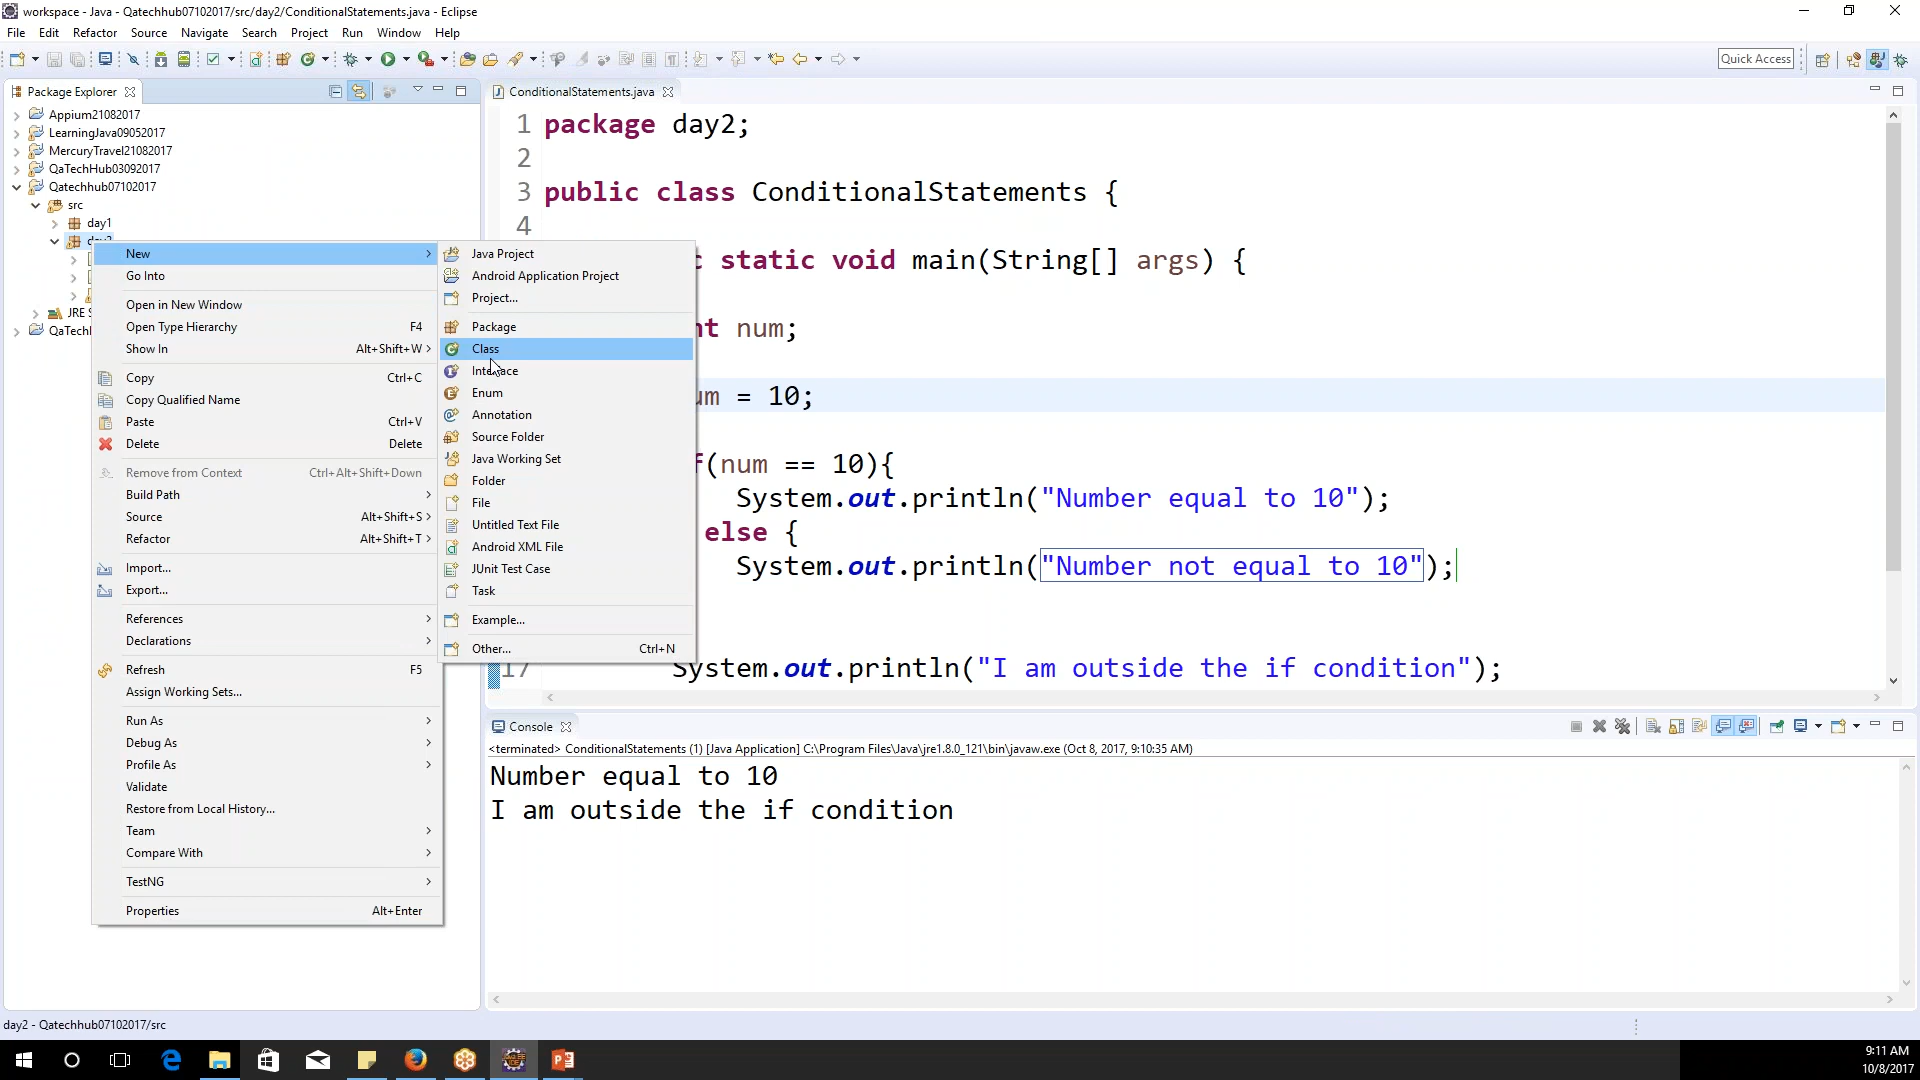 workspace - Java - Qatechhub07102017/src/day2/ConditionalStatements.java - Eclipse
File Edit Refactor Source Navigate Search Project Run Window Help
Quick Access
Package Explorer
Appium21082017
LearningJava09052017
MercuryTravel21082017
QaTechHub03092017
Qatechhub07102017
src
day1
JRE
New
Go Into
Open in New Window
Open Type Hierarchy F4
Show In Alt+Shift+W
Copy Ctrl+C
Copy Qualified Name
Paste Ctrl+V
Delete Delete
Remove from Context Ctrl+Alt+Shift+Down
Build Path
Source Alt+Shift+S
Refactor Alt+Shift+T
Import...
Export...
References
Declarations
Refresh F5
Assign Working Sets...
Run As
Debug As
Profile As
Validate
Restore from Local History...
Team
Compare With
TestNG
Properties Alt+Enter
Java Project
Android Application Project
Project...
Package
Class
Interface
Enum
Annotation
Source Folder
Java Working Set
Folder
File
Untitled Text File
Android XML File
JUnit Test Case
Task
Example...
Other... Ctrl+N
ConditionalStatements.java
1 package day2;
2
3 public class ConditionalStatements {
4
static void main(String[] args) {
num;
= 10;
(num == 10){
System.out.println("Number equal to 10");
else {
System.out.println("Number not equal to 10");
17 System.out.println("I am outside the if condition");
Console
<terminated> ConditionalStatements (1) [Java Application] C:\Program Files\Java\jre1.8.0_121\bin\javaw.exe (Oct 8, 2017, 9:10:35 AM)
Number equal to 10
I am outside the if condition
day2 - Qatechhub07102017/src
9:11 AM
10/8/2017